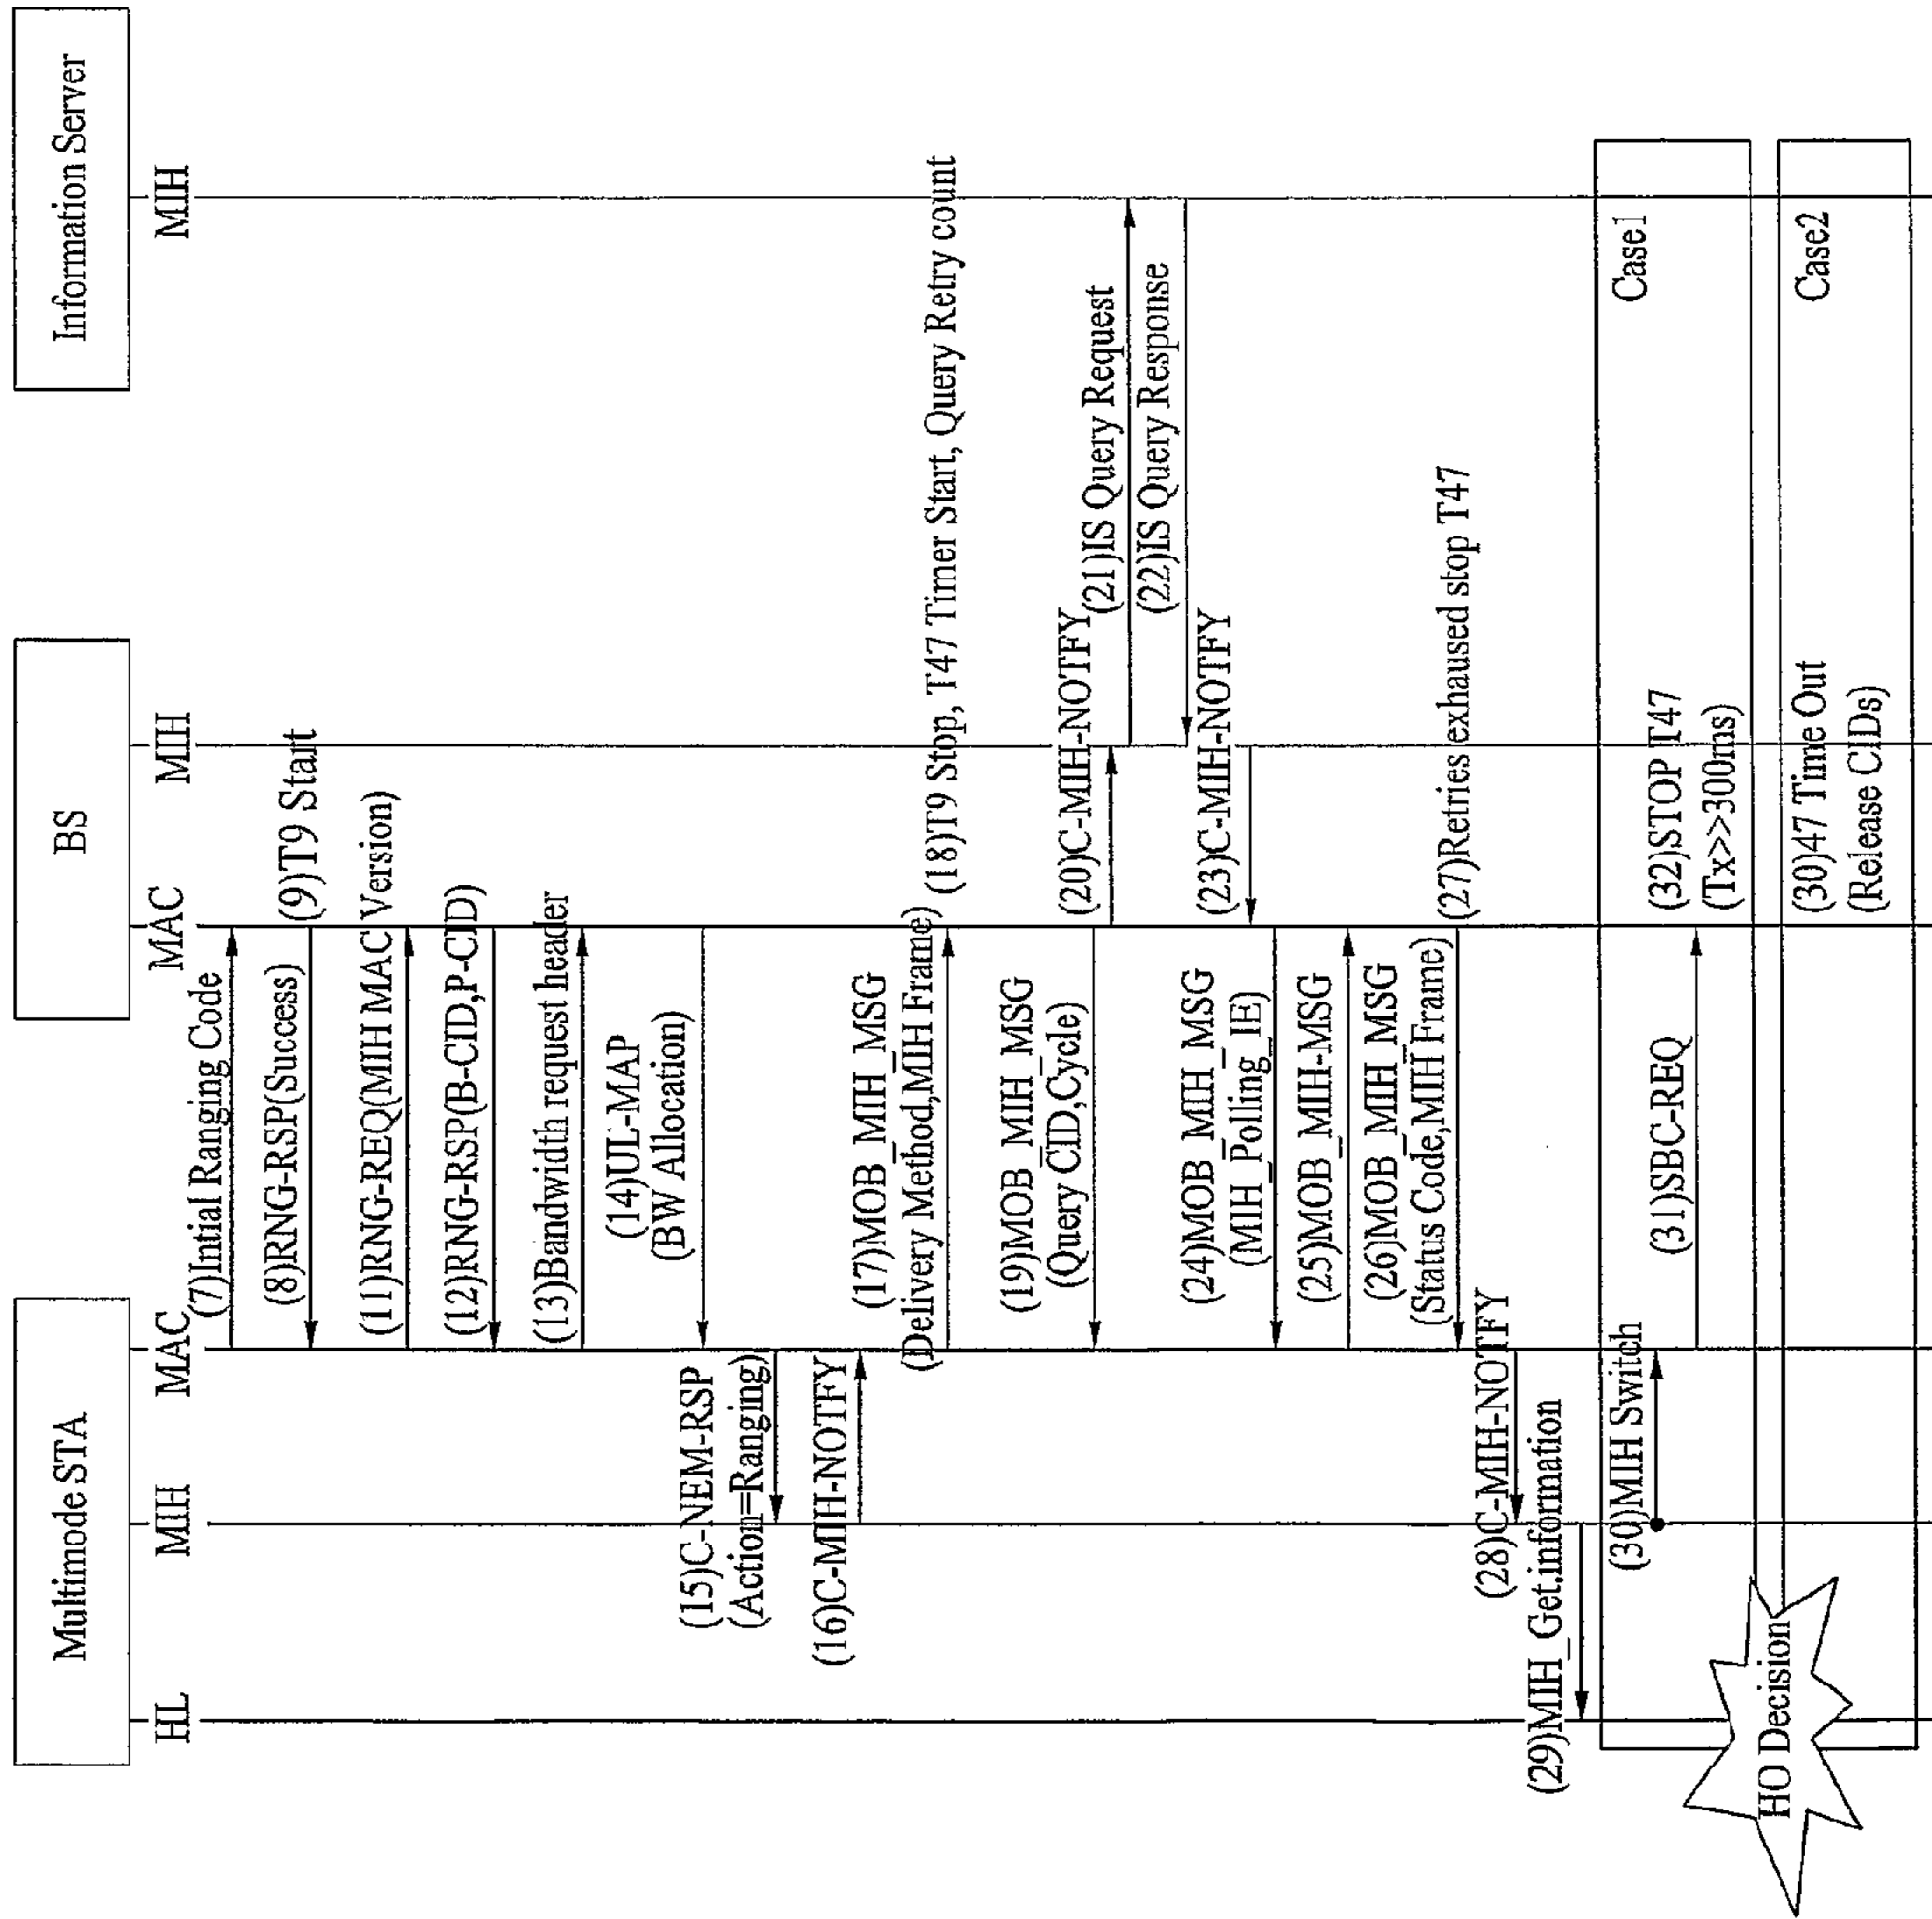 Multimode STA
BS
Information Server
HL
MIH
MAC
MAC
MIH
MIH
(7)Intial Ranging Code
(8)RNG-RSP(Success)
(9)T9 Start
(11)RNG-REQ(MIH MAC Version)
(12)RNG-RSP(B-CID,P-CID)
(13)Bandwidth request header
(14)UL-MAP
(BW Allocation)
(15)C-NEM-RSP
(Action=Ranging)
(16)C-MIH-NOTFY
(17)MOB_MIH_MSG
(Delivery Method,MIH Frame)
(18)T9 Stop, T47 Timer Start, Query Retry count
(19)MOB_MIH_MSG
(Query CID,Cycle)
(20)C-MIH-NOTFY
(21)IS Query Request
(22)IS Query Response
(23)C-MIH-NOTFY
(24)MOB_MIH_MSG
(MIH_Polling_IE)
(25)MOB_MIH-MSG
(26)MOB_MIH_MSG
(Status Code,MIH Frame)
(27)Retries exhaused stop T47
(28)C-MIH-NOTFY
(29)MIH_Get.information
Case1
(30)MIH Switch
(31)SBC-REQ
(32)STOP T47
(Tx>>300ms)
HO Decision
Case2
(30)47 Time Out
(Release CIDs)